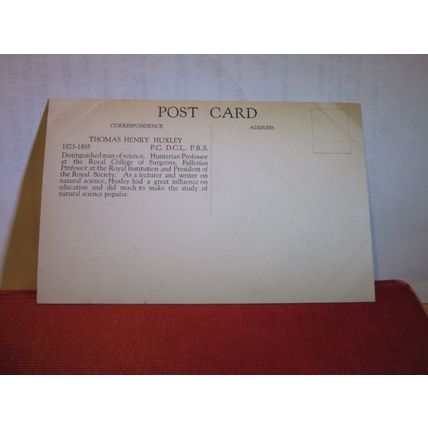 POST CARD
CORRESPONDENCE
ADDRESS
THOMAS HENRY HUXLEY
1825-1895 P.C. D.C.L. P.R.S.
Distinguished man of science. Hunterian Professor
at the Royal College of Surgeons, Fullerian
Professor at the Royal Institution and President of
the Royal Society. As a lecturer and writer on
natural science, Huxley had a great influence on
education and did much to make the study of
natural science popular.